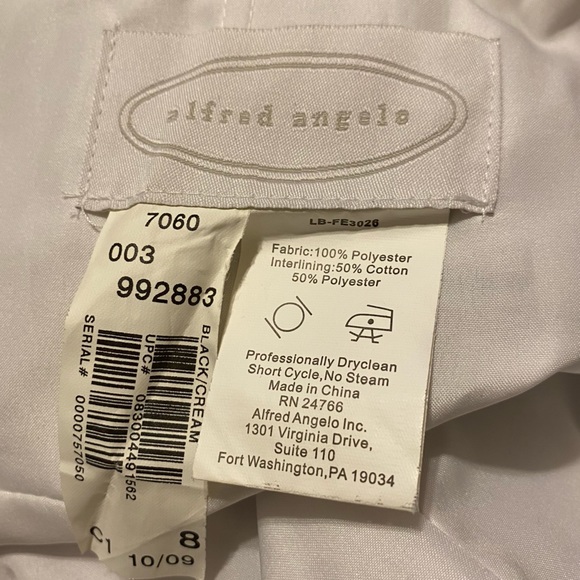 alfred angelo
7060
003
992883
BLACK/CREAM
UPC#
SERIAL#
0000757050
C1
8
10/09
LB-FE3026
Fabric:100% Polyester
Interlining:50% Cotton
50% Polyester
Professionally Dryclean
Short Cycle,No Steam
Made in China
RN 24766
Alfred Angelo Inc.
1301 Virginia Drive,
Suite 110
Fort Washington,PA 19034